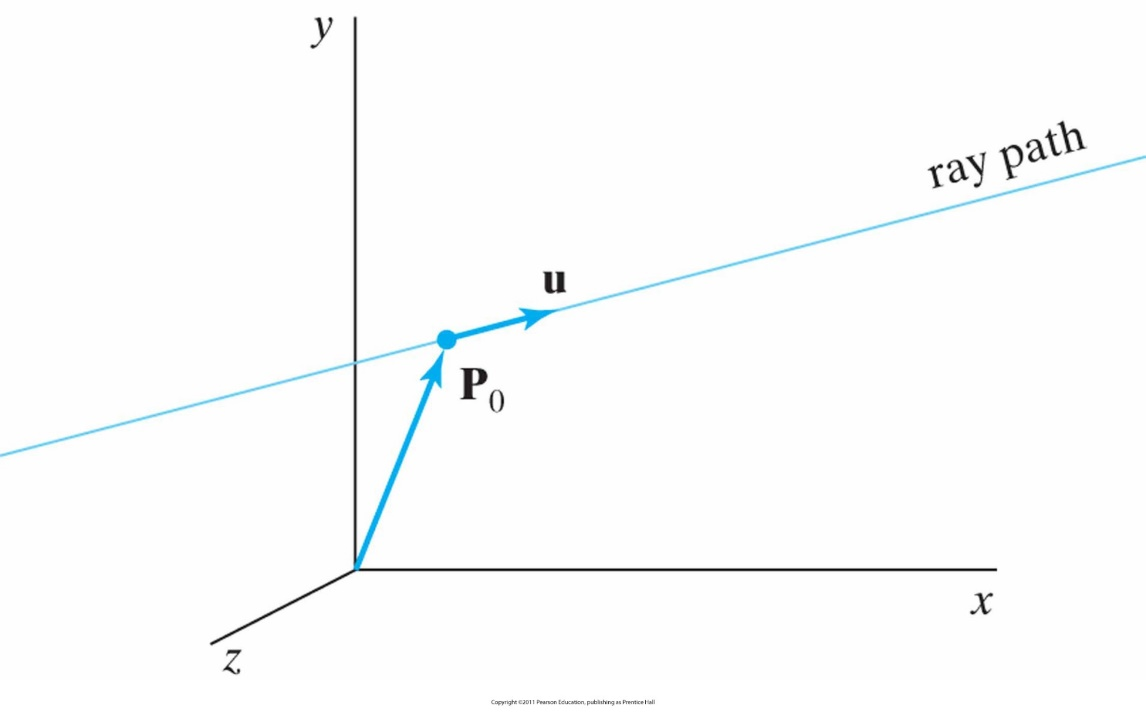 y
ray path
u
P₀
x
z
Copyright ©2011 Pearson Education, publishing as Prentice Hall